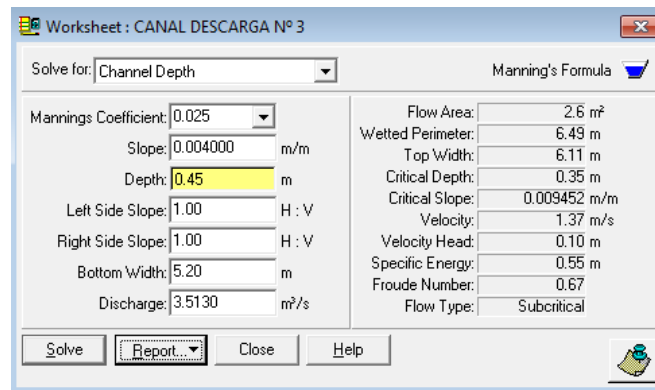 Worksheet : CANAL DESCARGA Nº 3
Solve for: Channel Depth
Manning's Formula
Mannings Coefficient: 0.025
Slope: 0.004000 m/m
Depth: 0.45 m
Left Side Slope: 1.00 H : V
Right Side Slope: 1.00 H : V
Bottom Width: 5.20 m
Discharge: 3.5130 m³/s
Flow Area: 2.6 m²
Wetted Perimeter: 6.49 m
Top Width: 6.11 m
Critical Depth: 0.35 m
Critical Slope: 0.009452 m/m
Velocity: 1.37 m/s
Velocity Head: 0.10 m
Specific Energy: 0.55 m
Froude Number: 0.67
Flow Type: Subcritical
Solve Report... Close Help